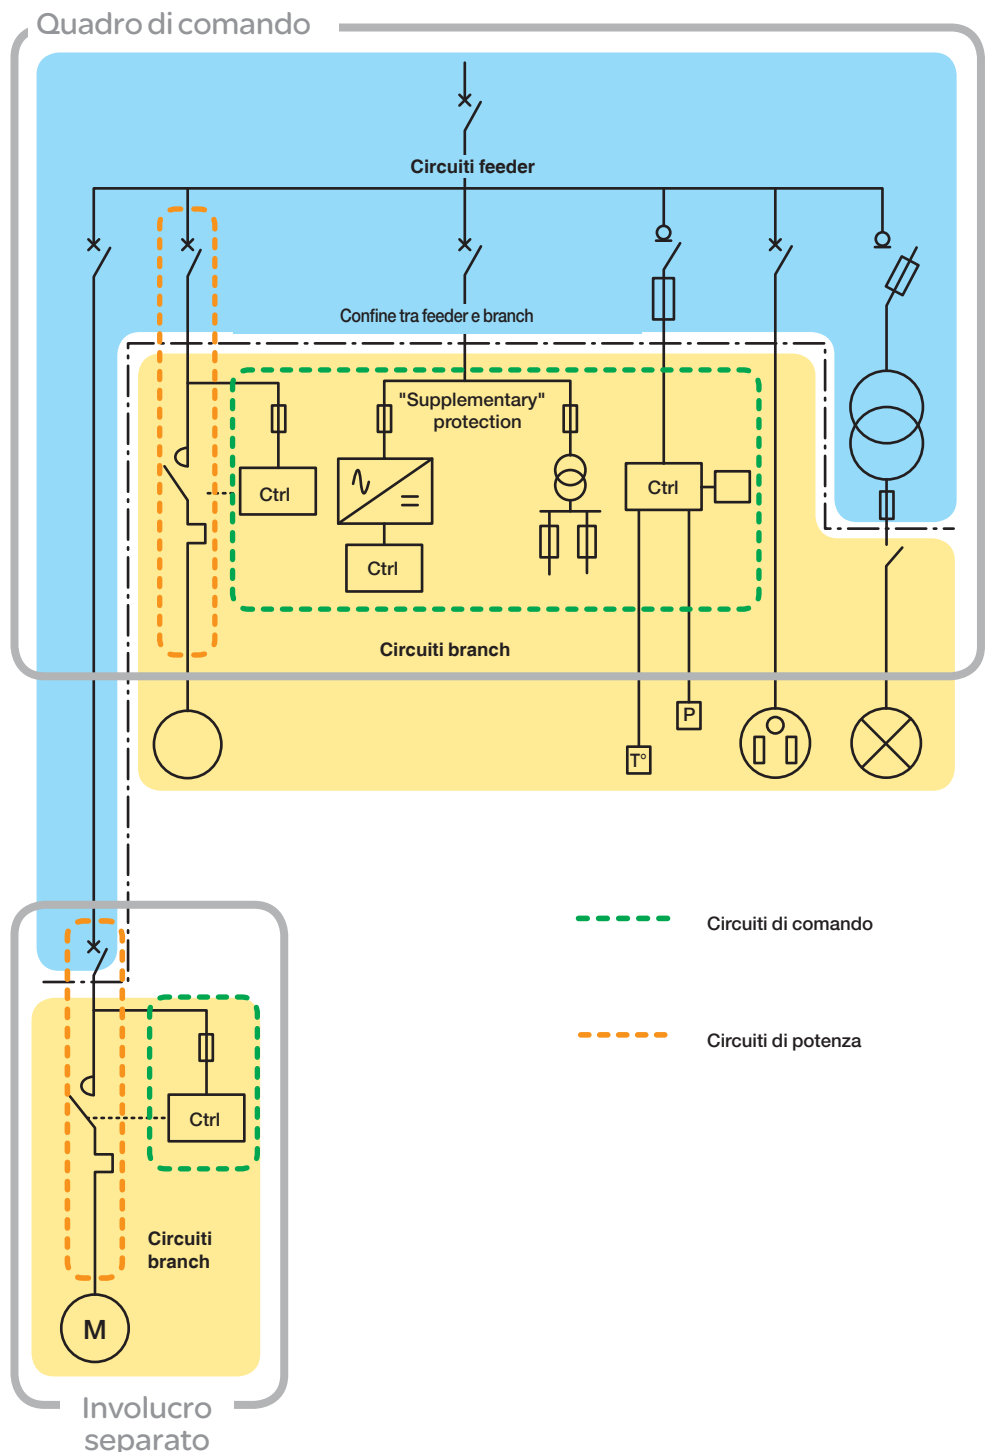 Quadro di comando
Circuiti feeder
Confine tra feeder e branch
"Supplementary"
protection
Ctrl
Ctrl
Ctrl
Circuiti branch
P
T°
Circuiti di comando
Circuiti di potenza
Ctrl
Circuiti
branch
M
Involucro
separato